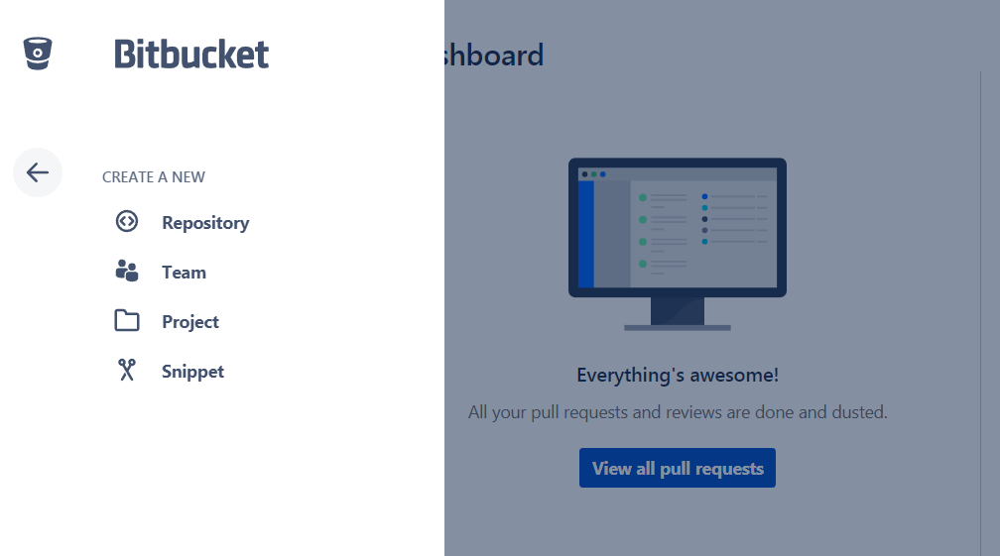 Bitbucket
shboard
CREATE A NEW
Repository
Team
Project
Snippet
Everything's awesome!
All your pull requests and reviews are done and dusted.
View all pull requests